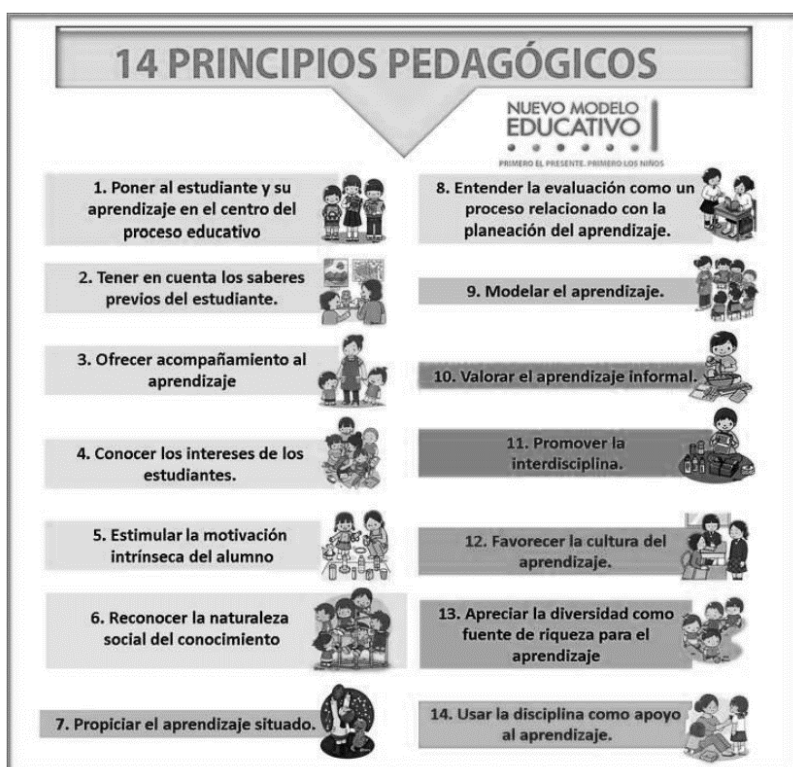 14 PRINCIPIOS PEDAGÓGICOS
NUEVO MODELO
EDUCATIVO
PRIMERO EL PRESENTE. PRIMERO LOS NIÑOS
1. Poner al estudiante y su
aprendizaje en el centro del
proceso educativo
2. Tener en cuenta los saberes
previos del estudiante.
3. Ofrecer acompañamiento al
aprendizaje
4. Conocer los intereses de los
estudiantes.
5. Estimular la motivación
intrínseca del alumno
6. Reconocer la naturaleza
social del conocimiento
7. Propiciar el aprendizaje situado.
8. Entender la evaluación como un
proceso relacionado con la
planeación del aprendizaje.
9. Modelar el aprendizaje.
10. Valorar el aprendizaje informal.
11. Promover la
interdisciplina.
12. Favorecer la cultura del
aprendizaje.
13. Apreciar la diversidad como
fuente de riqueza para el
aprendizaje
14. Usar la disciplina como apoyo
al aprendizaje.